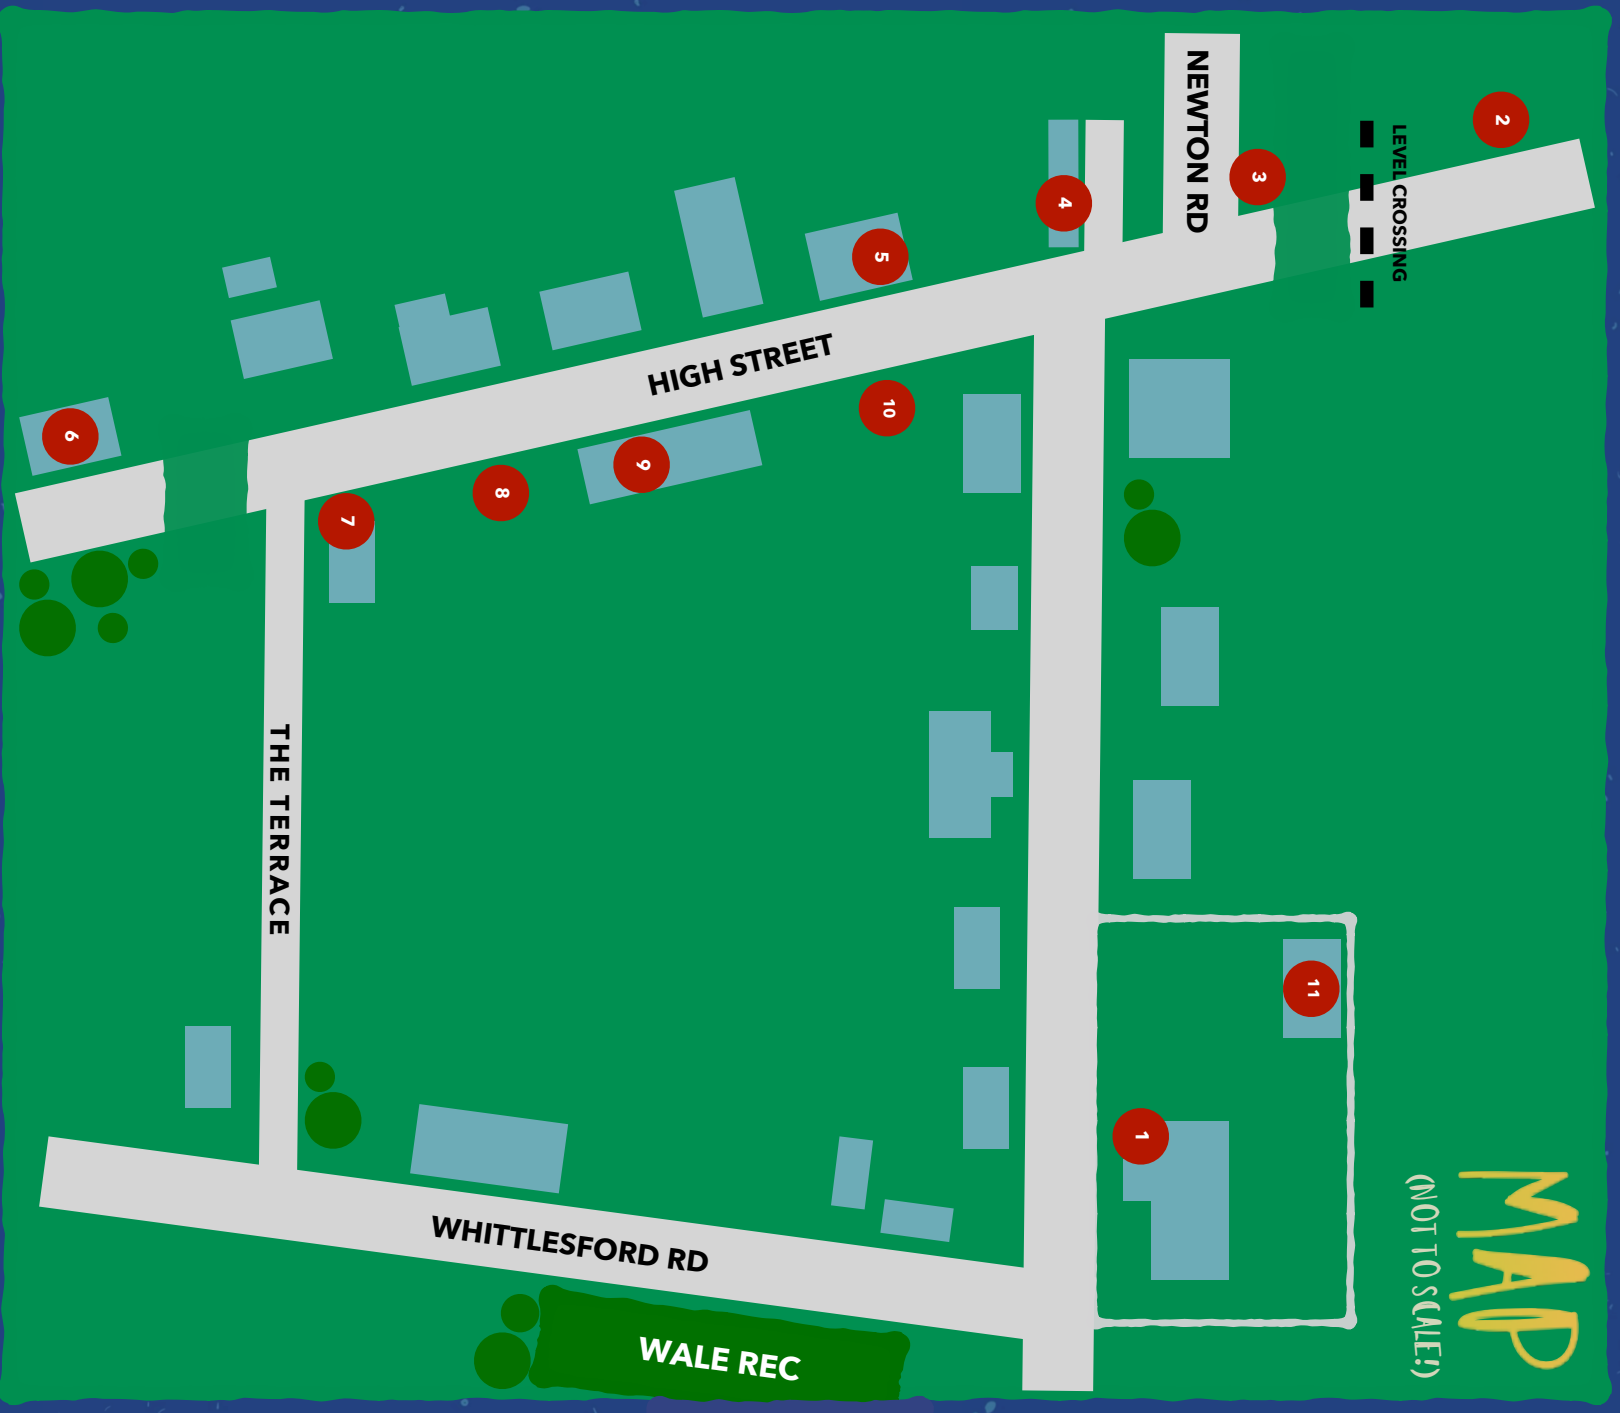 NEWTON RD
LEVEL CROSSING
2
3
4
5
HIGH STREET
6
10
9
8
7
THE TERRACE
11
1
MAP
(NOT TO SCALE!)
WHITTLESFORD RD
WALE REC